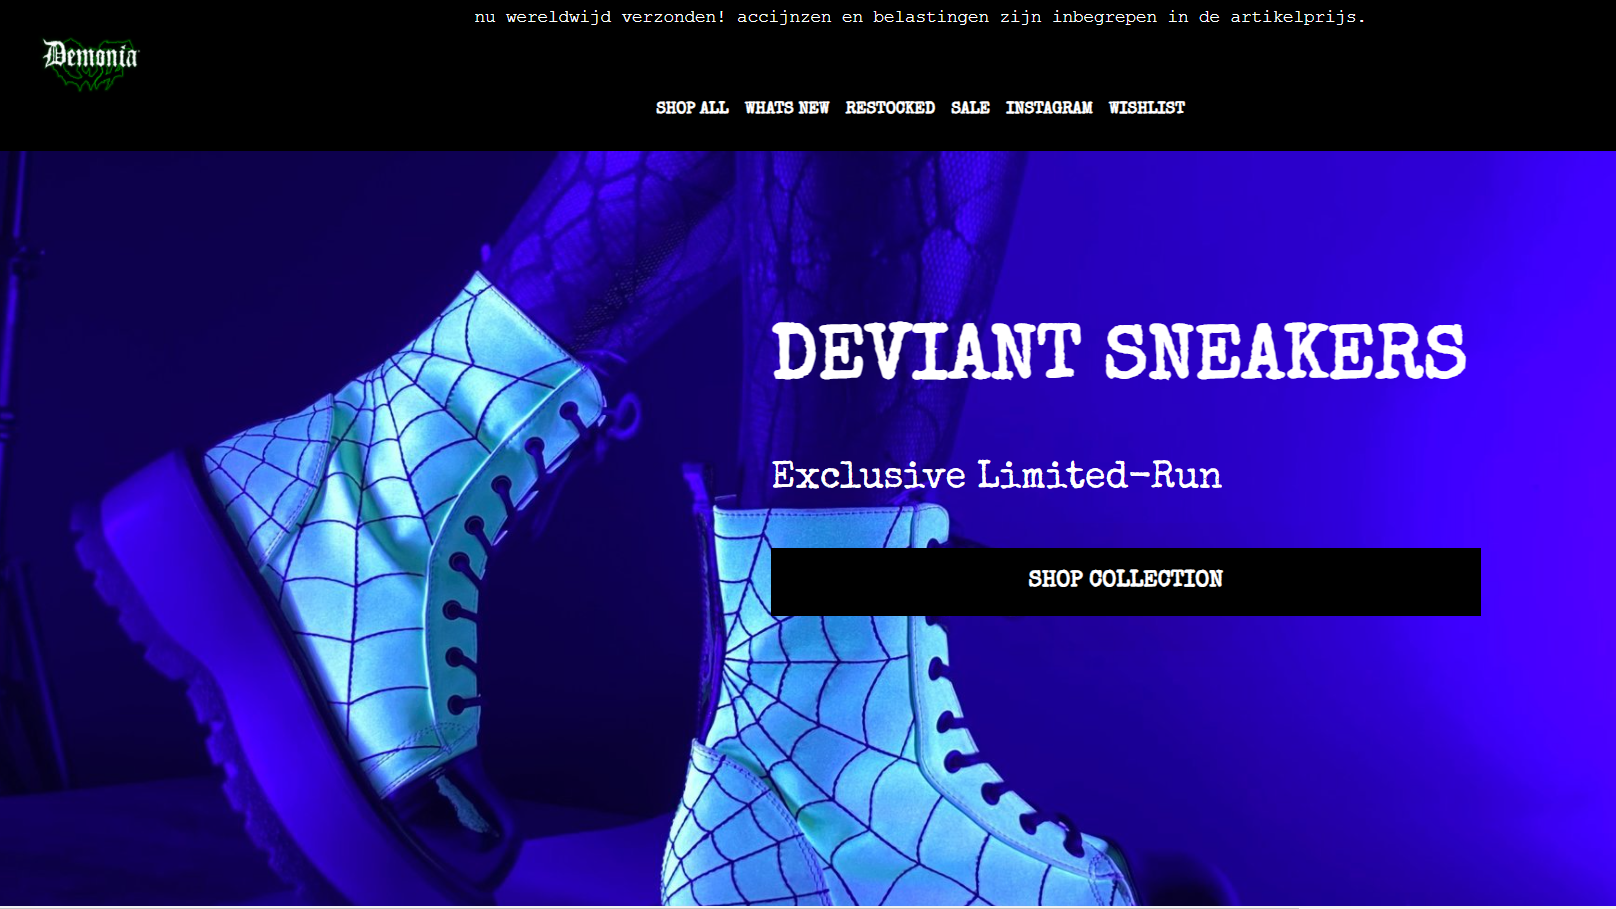 nu wereldwijd verzonden! accijnzen en belastingen zijn inbegrepen in de artikelprijs.
Demonia
SHOP ALL WHATS NEW RESTOCKED SALE INSTAGRAM WISHLIST
DEVIANT SNEAKERS
Exclusive Limited-Run
SHOP COLLECTION